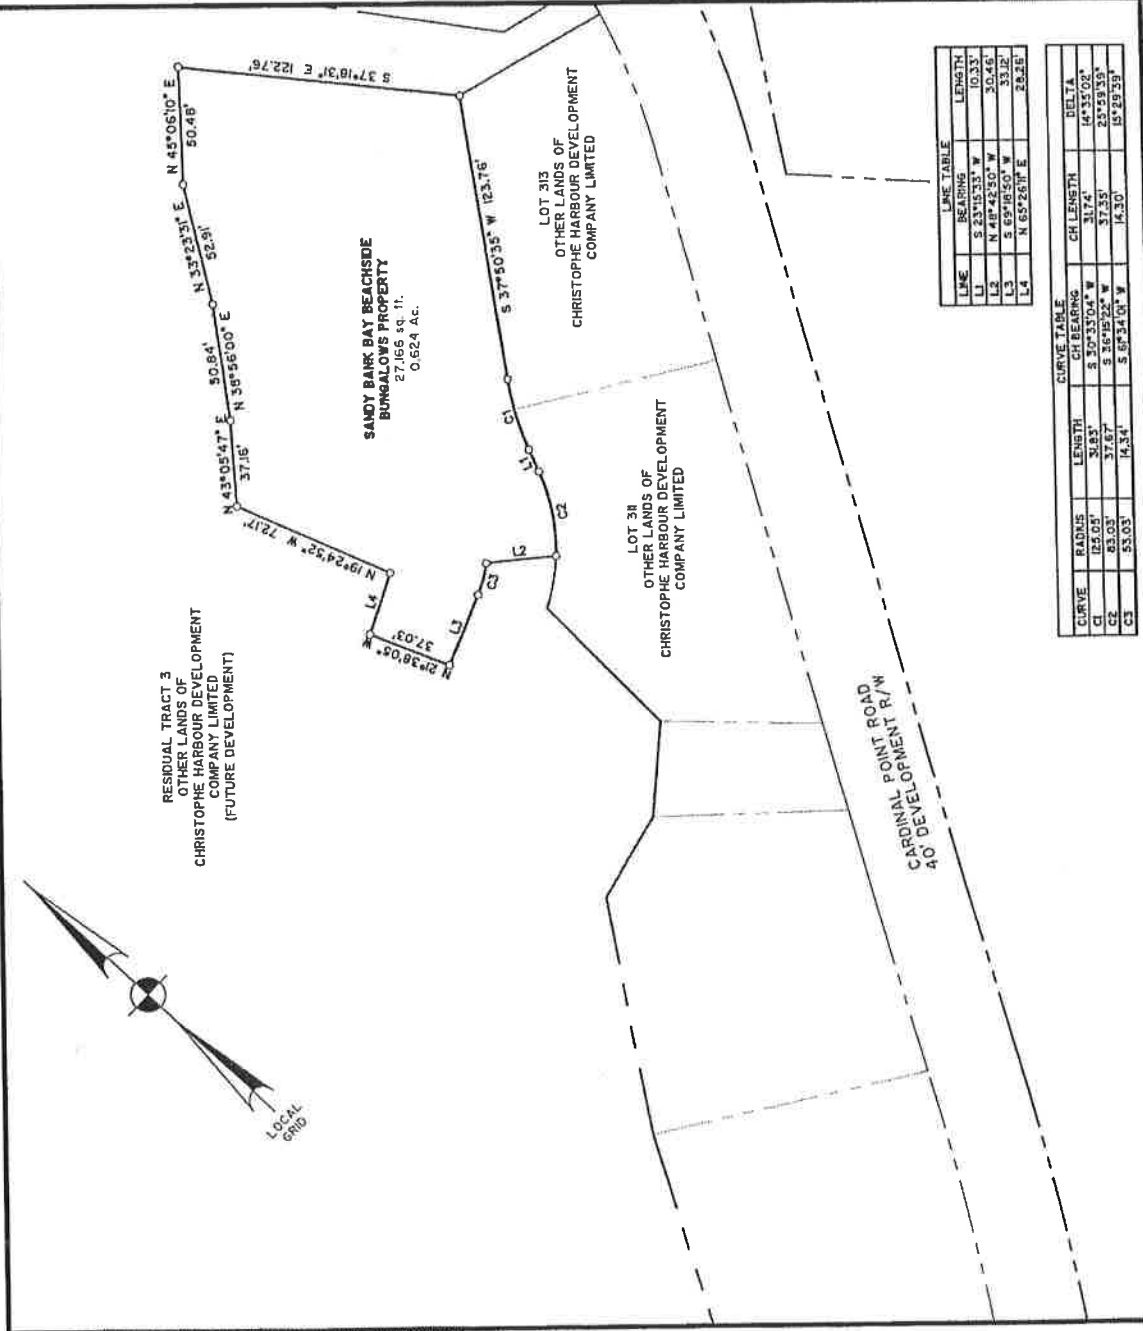 N 45°06'10" E
50.48'
S 37°18'31" E 122.76'
N 33°23'31" E
52.91'
50.84'
N 38°56'00" E
N 43°05'47" E
37.16'
SANDY BANK BAY BEACHSIDE
BUNGALOWS PROPERTY
27,166 sq. ft.
0.624 Ac.
S 37°50'35" W 123.76'
LOT 313
OTHER LANDS OF
CHRISTOPHE HARBOUR DEVELOPMENT
COMPANY LIMITED
N 19°24'52" W 72.17'
L4
N 21°38'05" W
37.03'
L3
C3
L2
C2
L1
C1
LOT 311
OTHER LANDS OF
CHRISTOPHE HARBOUR DEVELOPMENT
COMPANY LIMITED
RESIDUAL TRACT 3
OTHER LANDS OF
CHRISTOPHE HARBOUR DEVELOPMENT
COMPANY LIMITED
(FUTURE DEVELOPMENT)
LOCAL
GRID
CARDINAL POINT ROAD
40' DEVELOPMENT R/W
LINE TABLE
LINE BEARING LENGTH
L1 S 23°15'33" W 10.33'
L2 N 48°42'50" W 30.46'
L3 S 69°18'50" W 33.12'
L4 N 65°26'11" E 28.26'
CURVE TABLE
CURVE RADIUS LENGTH CH BEARING CH LENGTH DELTA
C1 125.05' 31.83' S 30°33'04" W 31.74' 14°35'02"
C2 83.03' 37.67' S 36°15'22" W 37.35' 25°59'39"
C3 53.03' 14.34' S 61°34'01" W 14.30' 15°29'39"